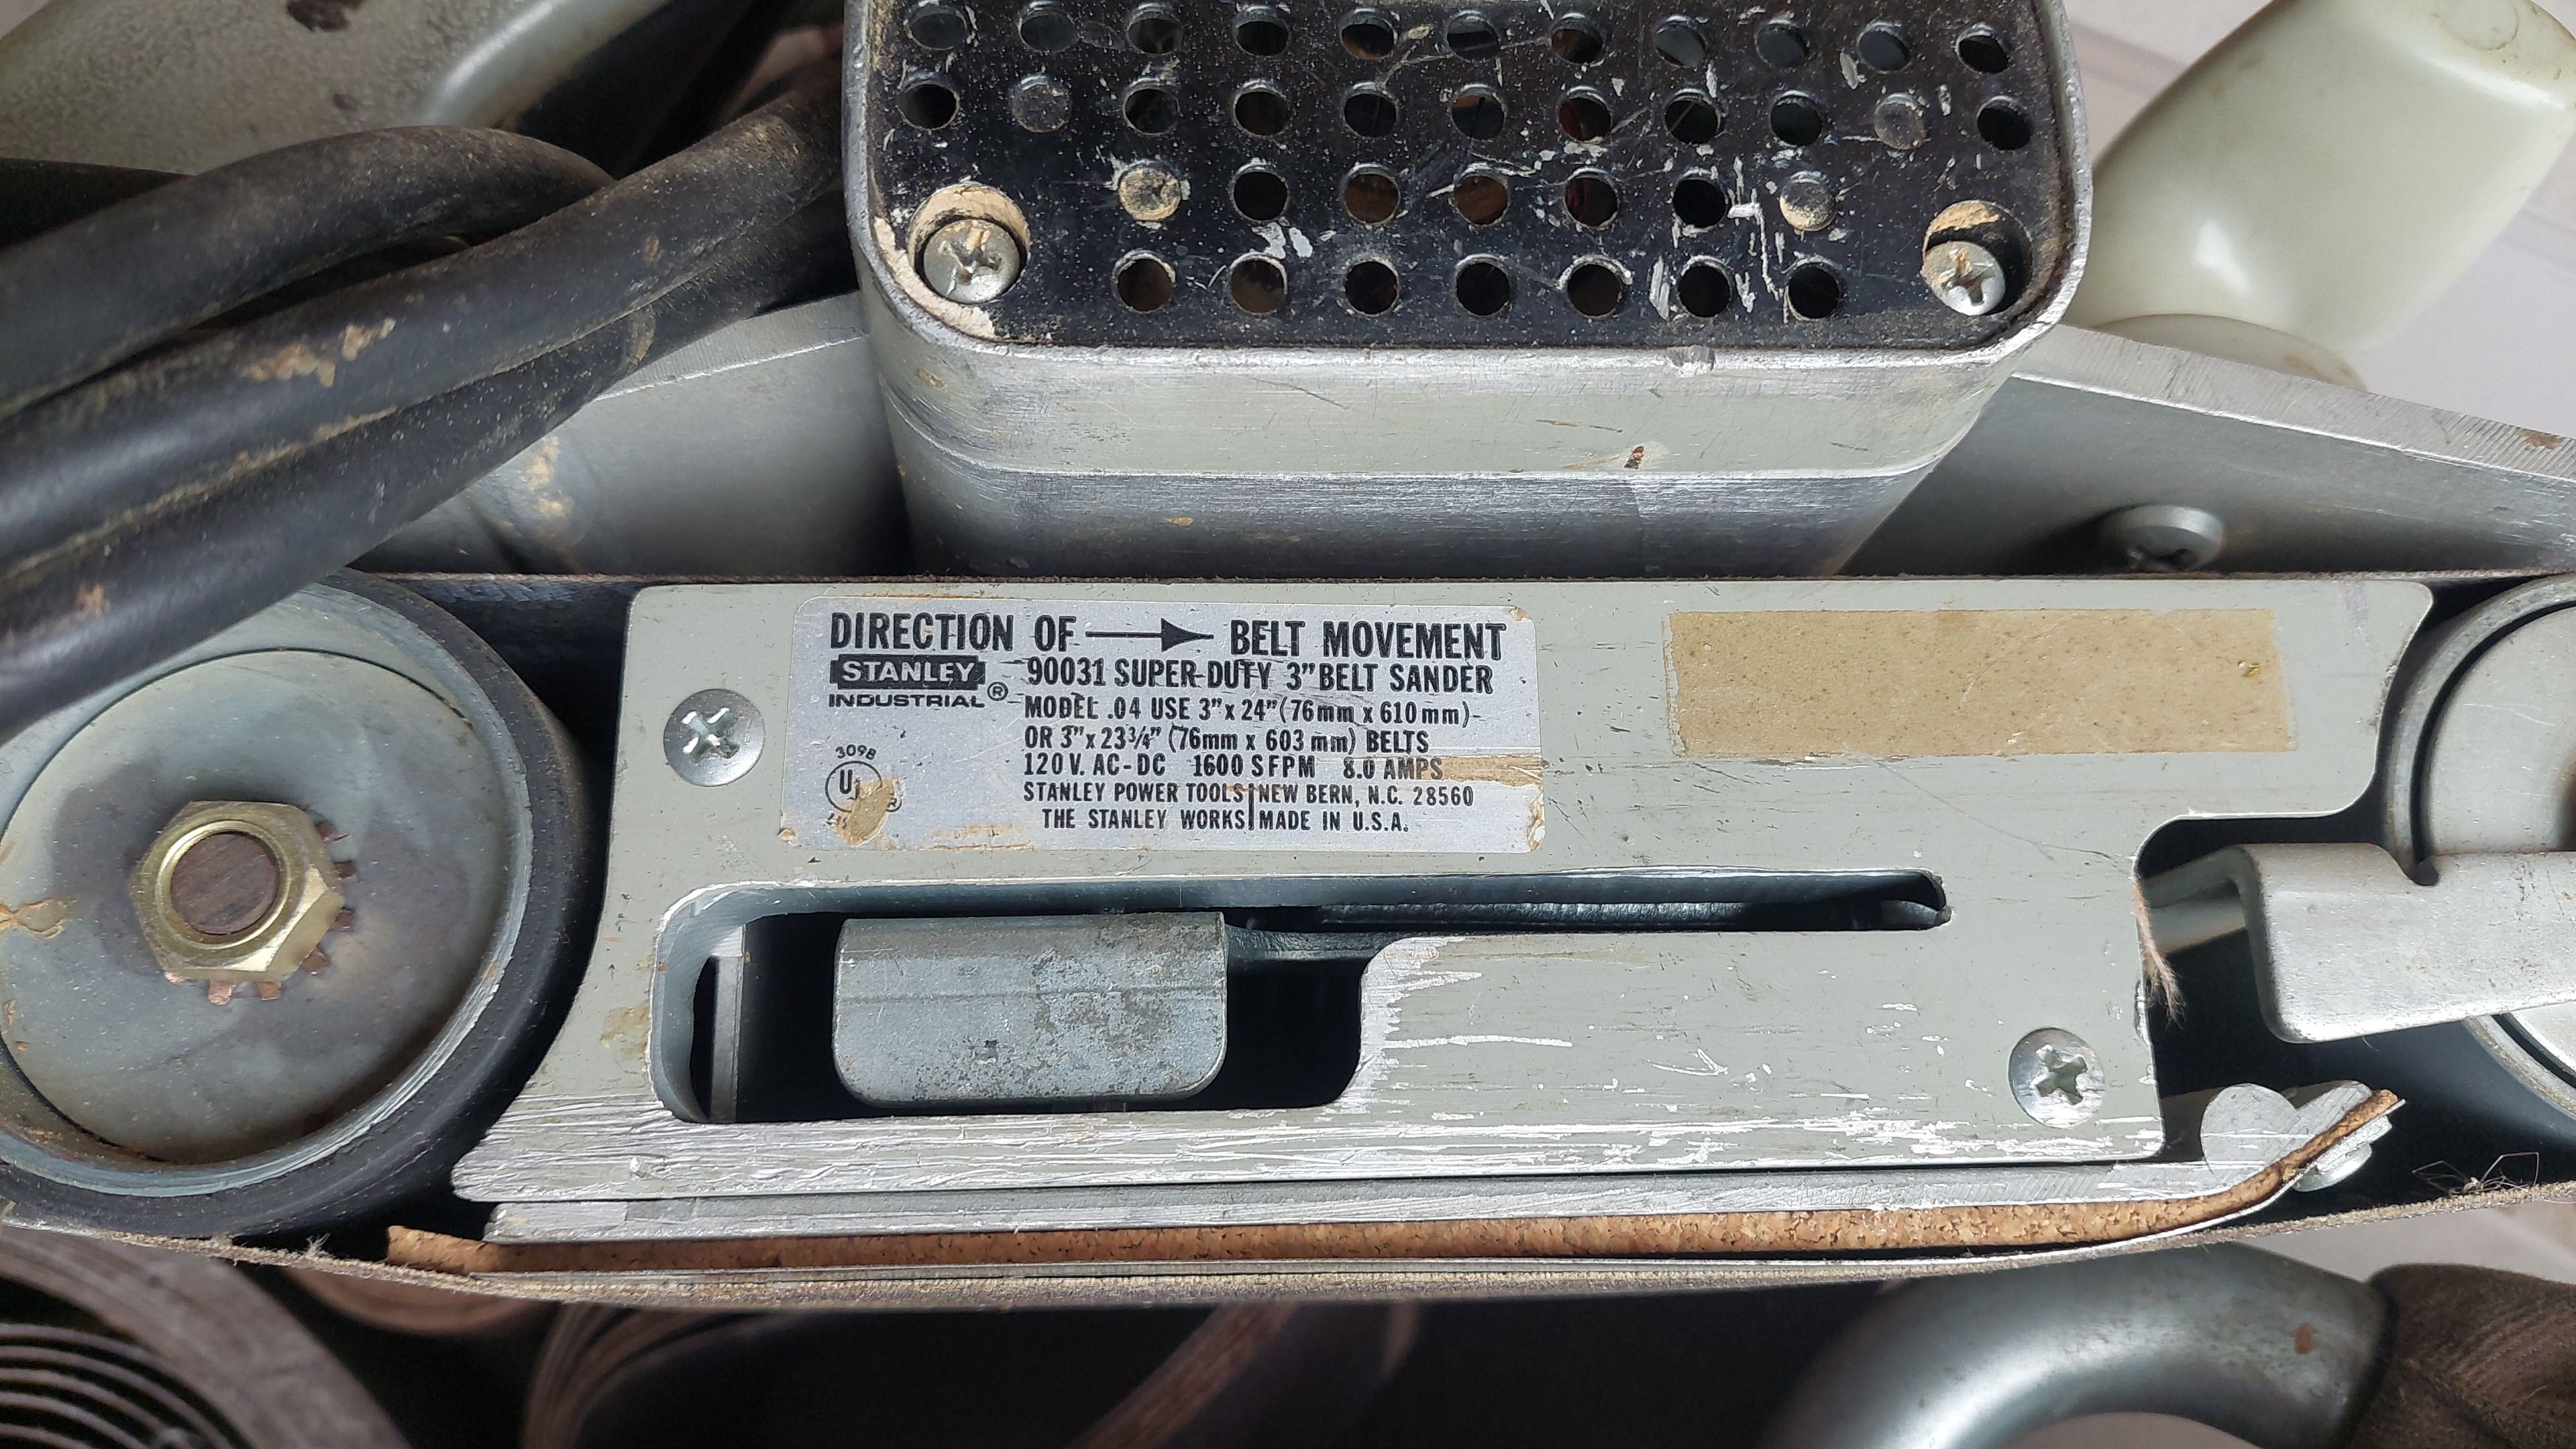 DIRECTION OF → BELT MOVEMENT
STANLEY
INDUSTRIAL ®
90031 SUPER-DUTY 3" BELT SANDER
MODEL .04 USE 3" x 24" (76mm x 610mm)
OR 3" x 23¾" (76mm x 603mm) BELTS
120 V. AC-DC 1600 SFPM 8.0 AMPS
STANLEY POWER TOOLS | NEW BERN, N.C. 28560
THE STANLEY WORKS | MADE IN U.S.A.
309B
UL